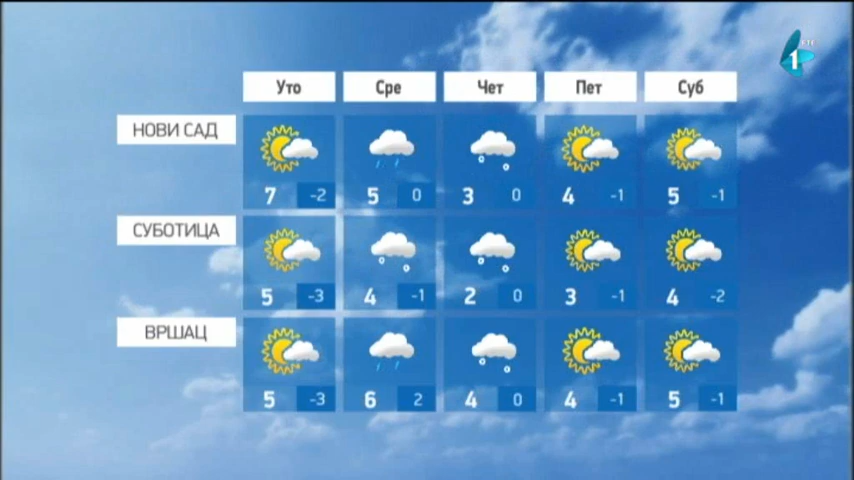 1
Уто Сре Чет Пет Суб
НОВИ САД
7 -2 5 0 3 0 4 -1 5 -1
СУБОТИЦА
5 -3 4 -1 2 0 3 -1 4 -2
ВРШАЦ
5 -3 6 2 4 0 4 -1 5 -1